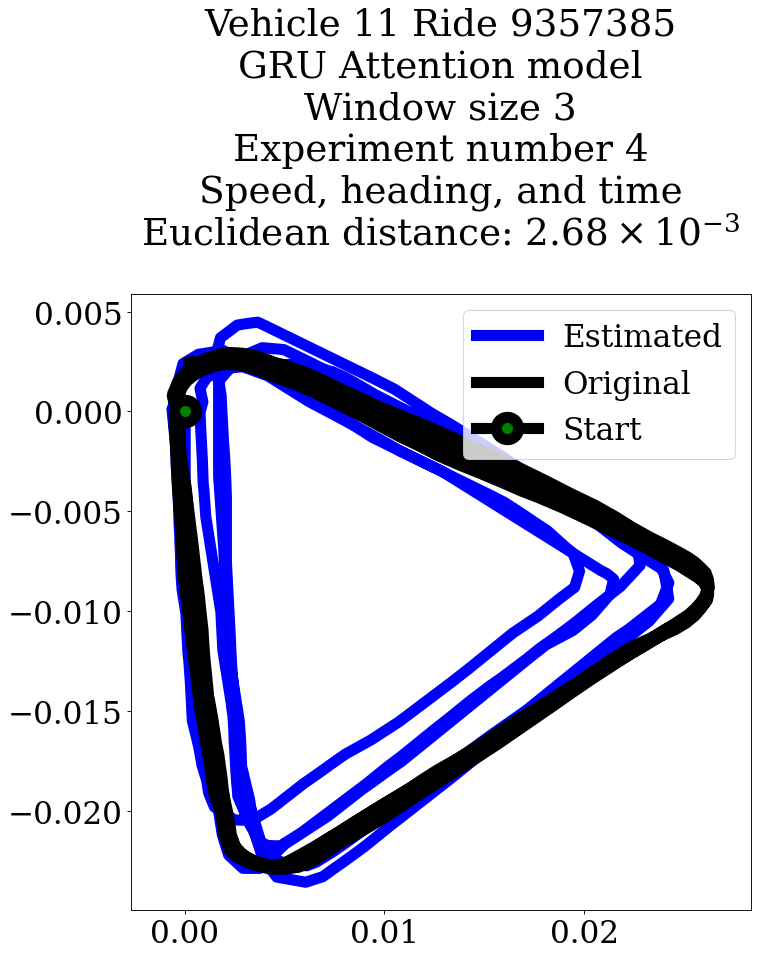 Vehicle 11 Ride 9357385
GRU Attention model
Window size 3
Experiment number 4
Speed, heading, and time
Euclidean distance: 2.68 × 10⁻³
0.005
Estimated
Original
Start
0.000
−0.005
−0.010
−0.015
−0.020
0.00 0.01 0.02